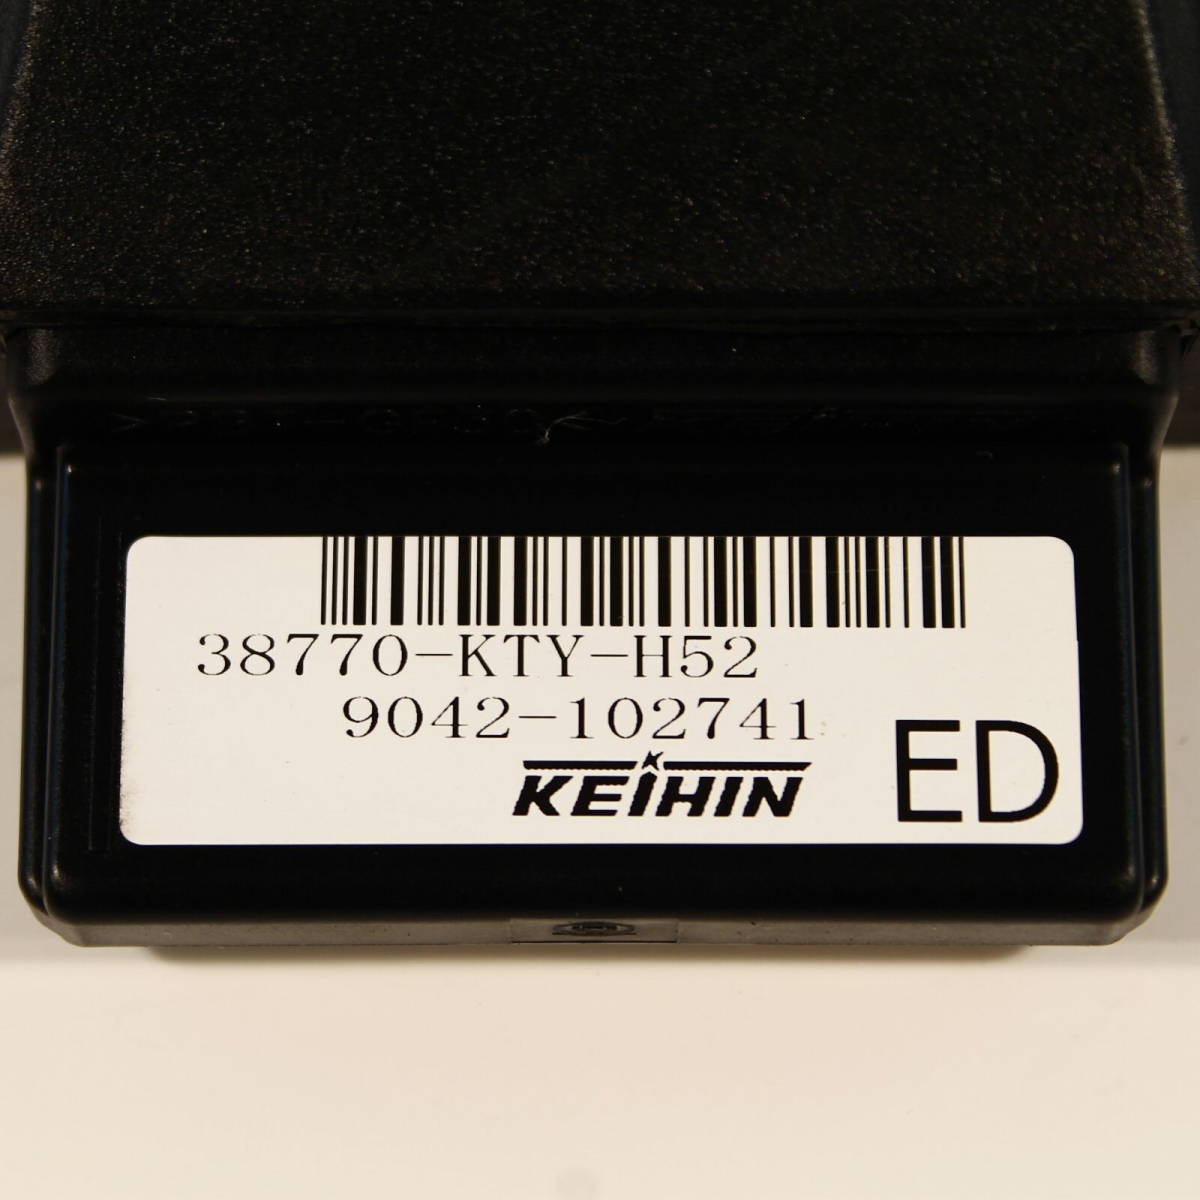 38770-KTY-H52
9042-102741
KEIHIN
ED